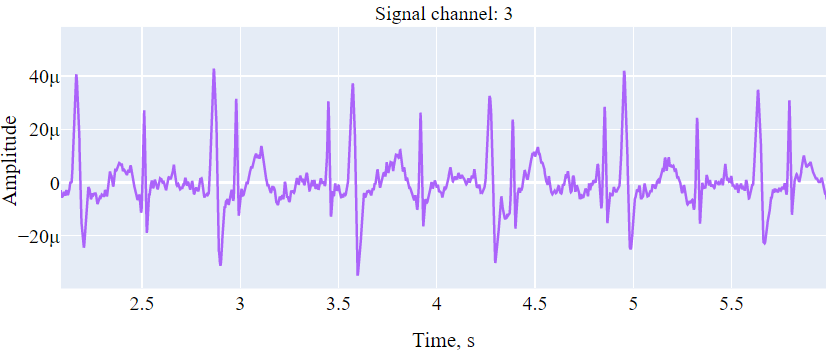 Signal channel: 3
Amplitude
40μ
20μ
0
−20μ
2.5
3
3.5
4
4.5
5
5.5
Time, s